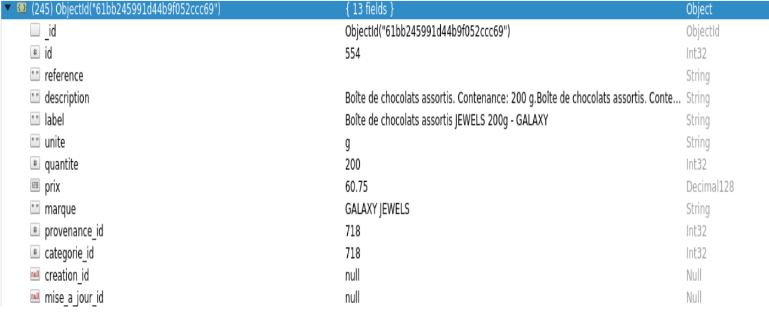 (245) ObjectId("61bb245991d44b9f052ccc69") { 13 fields } Object
_id ObjectId("61bb245991d44b9f052ccc69") ObjectId
id 554 Int32
reference String
description Boîte de chocolats assortis. Contenance: 200 g.Boîte de chocolats assortis. Conte... String
label Boîte de chocolats assortis JEWELS 200g - GALAXY String
unite g String
quantite 200 Int32
prix 60.75 Decimal128
marque GALAXY JEWELS String
provenance_id 718 Int32
categorie_id 718 Int32
creation_id null Null
mise_a_jour_id null Null